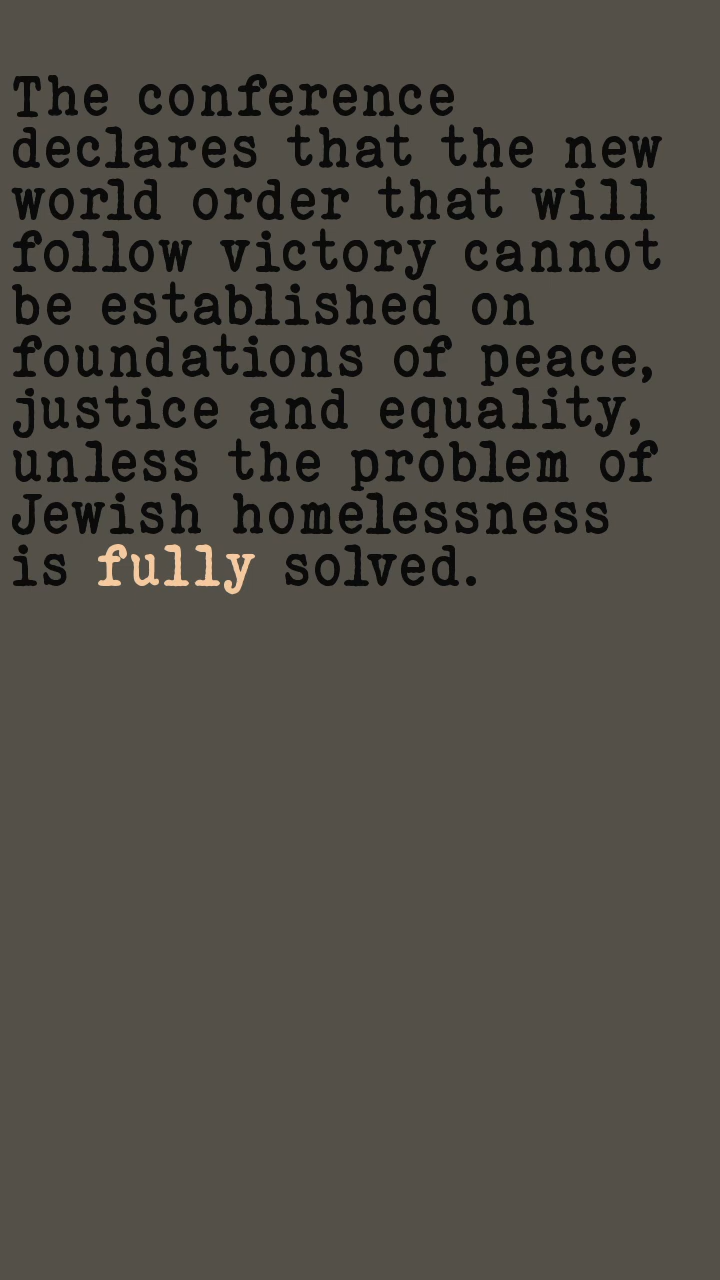 The conference
declares that the new
world order that will
follow victory cannot
be established on
foundations of peace,
justice and equality,
unless the problem of
Jewish homelessness
is fully solved.